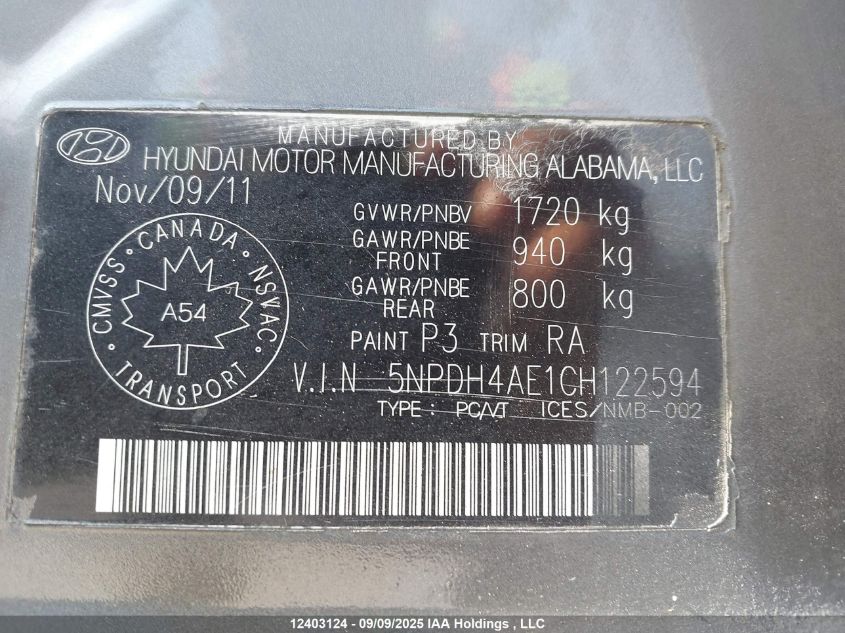 MANUFACTURED BY
HYUNDAI MOTOR MANUFACTURING ALABAMA, LLC
Nov/09/11
GVWR/PNBV 1720 kg
GAWR/PNBE FRONT 940 kg
GAWR/PNBE REAR 800 kg
CANADA
CMVSS NSVAC
A54
TRANSPORT
PAINT P3 TRIM RA
V.I.N 5NPDH4AE1CH122594
TYPE : PC/VT ICES/NMB-002
12403124 - 09/09/2025 IAA Holdings , LLC